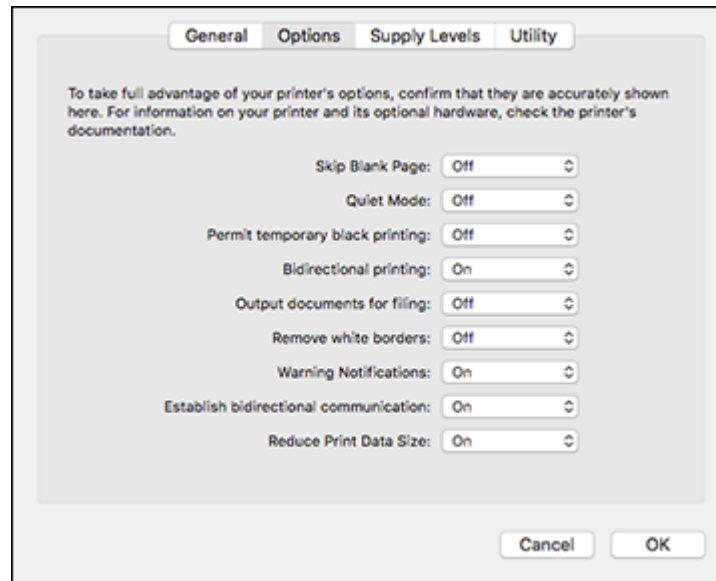 General Options Supply Levels Utility
To take full advantage of your printer's options, confirm that they are accurately shown
here. For information on your printer and its optional hardware, check the printer's
documentation.
Skip Blank Page: Off
Quiet Mode: Off
Permit temporary black printing: Off
Bidirectional printing: On
Output documents for filing: Off
Remove white borders: Off
Warning Notifications: On
Establish bidirectional communication: On
Reduce Print Data Size: On
Cancel OK